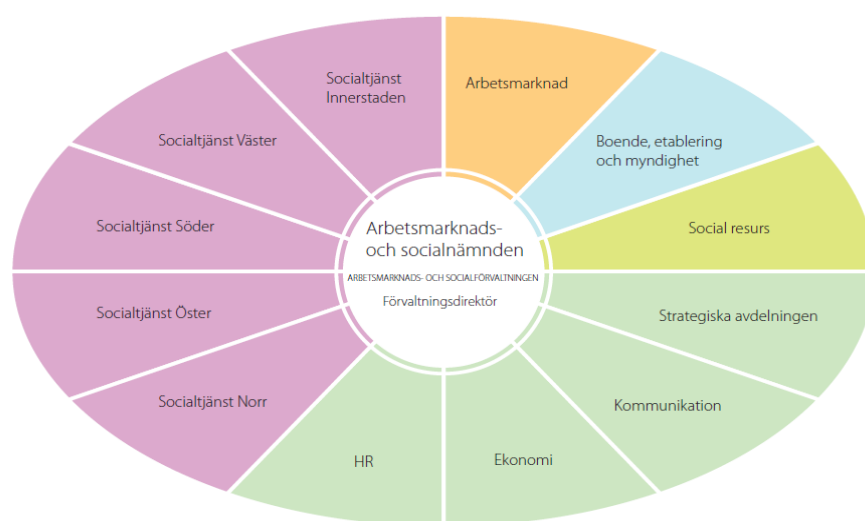 Socialtjänst
Innerstaden
Arbetsmarknad
Socialtjänst Väster
Boende, etablering
och myndighet
Socialtjänst Söder
Social resurs
Arbetsmarknads-
och socialnämnden
ARBETSMARKNADS- OCH SOCIALFÖRVALTNINGEN
Förvaltningsdirektör
Socialtjänst Öster
Strategiska avdelningen
Socialtjänst Norr
Kommunikation
HR
Ekonomi